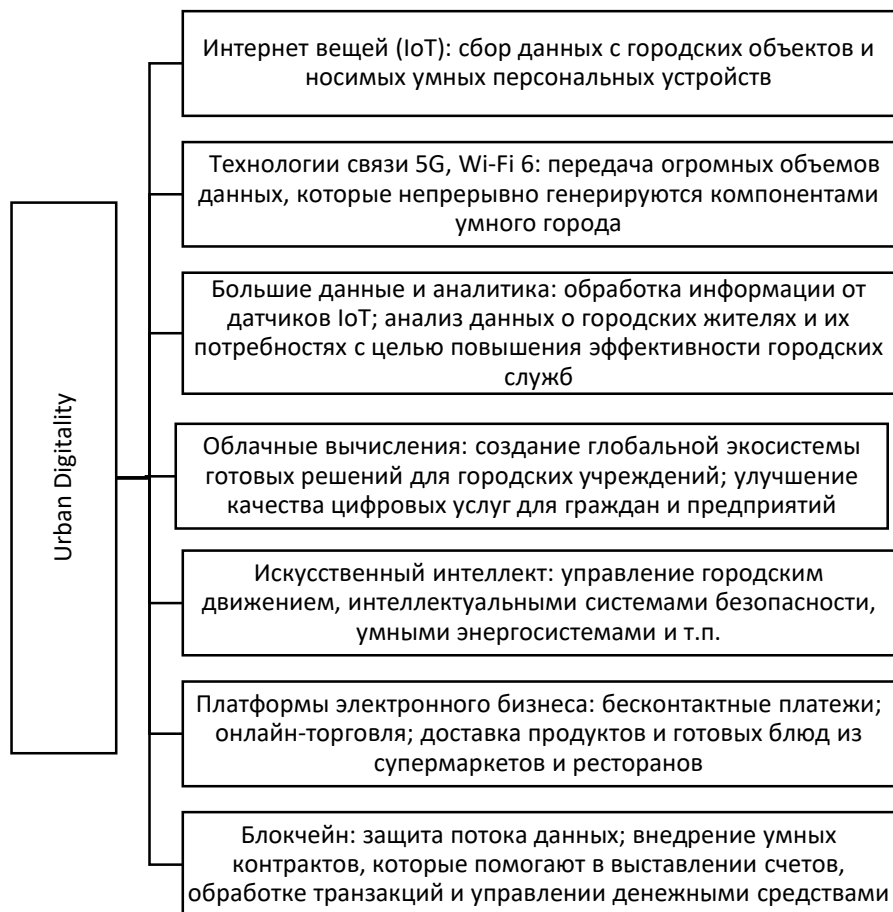 Urban Digitality
Интернет вещей (IoT): сбор данных с городских объектов и
носимых умных персональных устройств
Технологии связи 5G, Wi-Fi 6: передача огромных объемов
данных, которые непрерывно генерируются компонентами
умного города
Большие данные и аналитика: обработка информации от
датчиков IoT; анализ данных о городских жителях и их
потребностях с целью повышения эффективности городских
служб
Облачные вычисления: создание глобальной экосистемы
готовых решений для городских учреждений; улучшение
качества цифровых услуг для граждан и предприятий
Искусственный интеллект: управление городским
движением, интеллектуальными системами безопасности,
умными энергосистемами и т.п.
Платформы электронного бизнеса: бесконтактные платежи;
онлайн-торговля; доставка продуктов и готовых блюд из
супермаркетов и ресторанов
Блокчейн: защита потока данных; внедрение умных
контрактов, которые помогают в выставлении счетов,
обработке транзакций и управлении денежными средствами